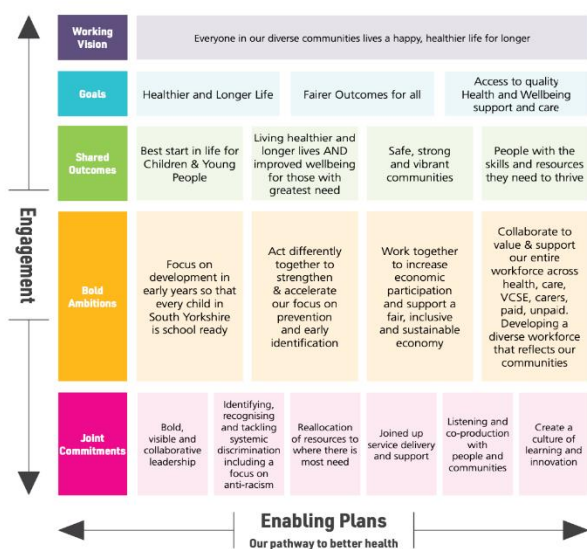 Working
Vision
Everyone in our diverse communities lives a happy, healthier life for longer
Goals
Healthier and Longer Life
Fairer Outcomes for all
Access to quality
Health and Wellbeing
support and care
Shared
Outcomes
Best start in life for
Children & Young
People
Living healthier and
longer lives AND
improved wellbeing
for those with
greatest need
Safe, strong
and vibrant
communities
People with the
skills and resources
they need to thrive
Engagement
Bold
Ambitions
Focus on
development in
early years so that
every child in
South Yorkshire
is school ready
Act differently
together to
strengthen
& accelerate
our focus on
prevention
and early
identification
Work together
to increase
economic
participation
and support a
fair, inclusive
and sustainable
economy
Collaborate to
value & support
our entire
workforce across
health, care,
VCSE, carers,
paid, unpaid.
Developing a
diverse workforce
that reflects our
communities
Joint
Commitments
Bold,
visible and
collaborative
leadership
Identifying,
recognising
and tackling
systemic
discrimination
including a
focus on
anti-racism
Reallocation
of resources to
where there is
most need
Joined up
service delivery
and support
Listening and
co-production
with
people and
communities
Create a
culture of
learning and
innovation
Enabling Plans
Our pathway to better health